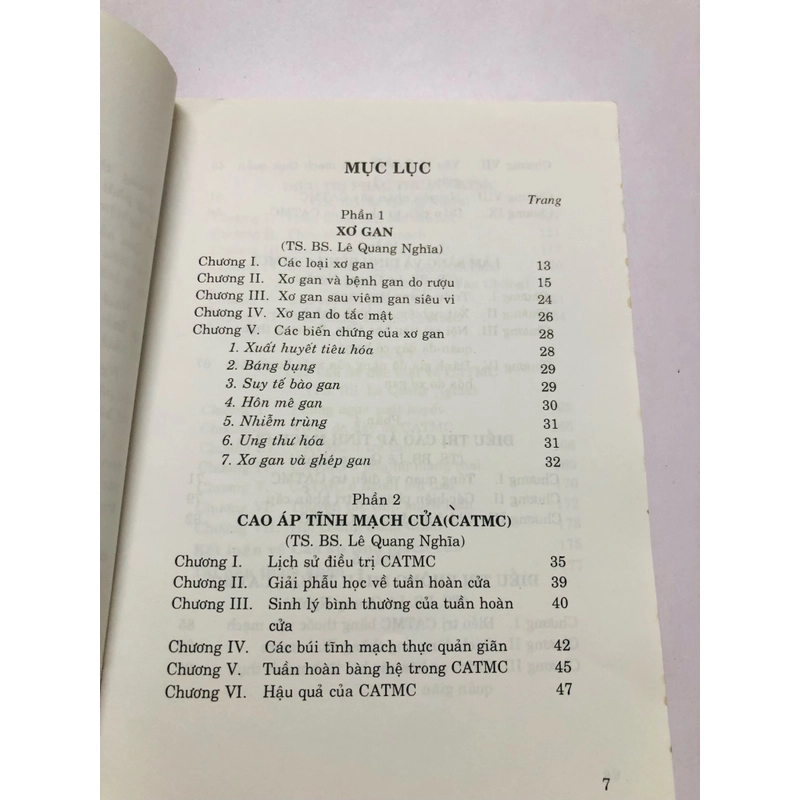 MỤC LỤC
Trang
Phần 1
XƠ GAN
(TS. BS. Lê Quang Nghĩa)
Chương I. Các loại xơ gan 13
Chương II. Xơ gan và bệnh gan do rượu 15
Chương III. Xơ gan sau viêm gan siêu vi 24
Chương IV. Xơ gan do tắc mật 26
Chương V. Các biến chứng của xơ gan 28
1. Xuất huyết tiêu hóa 28
2. Báng bụng 29
3. Suy tế bào gan 29
4. Hôn mê gan 30
5. Nhiễm trùng 31
6. Ung thư hóa 31
7. Xơ gan và ghép gan 32
Phần 2
CAO ÁP TĨNH MẠCH CỬA(CATMC)
(TS. BS. Lê Quang Nghĩa)
Chương I. Lịch sử điều trị CATMC 35
Chương II. Giải phẫu học về tuần hoàn cửa 39
Chương III. Sinh lý bình thường của tuần hoàn 40
cửa
Chương IV. Các búi tĩnh mạch thực quản giãn 42
Chương V. Tuần hoàn bàng hệ trong CATMC 45
Chương VI. Hậu quả của CATMC 47
7